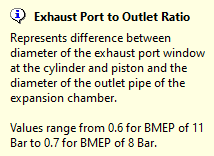 Exhaust Port to Outlet Ratio
Represents difference between
diameter of the exhaust port window
at the cylinder and piston and the
diameter of the outlet pipe of the
expansion chamber.
Values range from 0.6 for BMEP of 11
Bar to 0.7 for BMEP of 8 Bar.